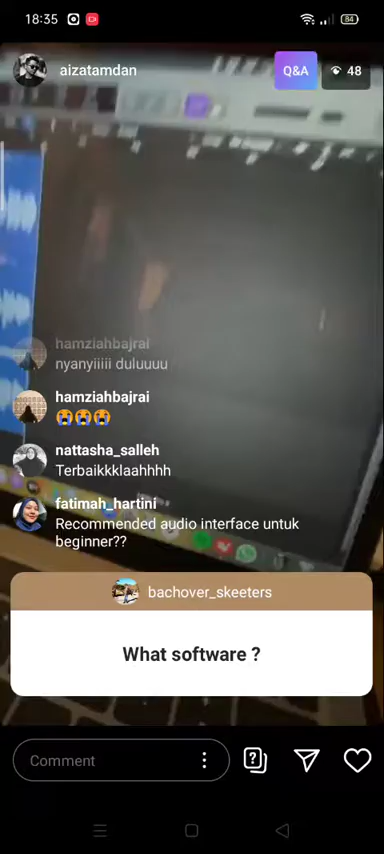 18:35
84
aizatamdan
Q&A
48
hamziahbajrai
nyanyiiiii duluuuu
hamziahbajrai
😭😭😭
nattasha_salleh
Terbaikkklaahhhh
fatimah_hartini
Recommended audio interface untuk
beginner??
bachover_skeeters
What software ?
Comment